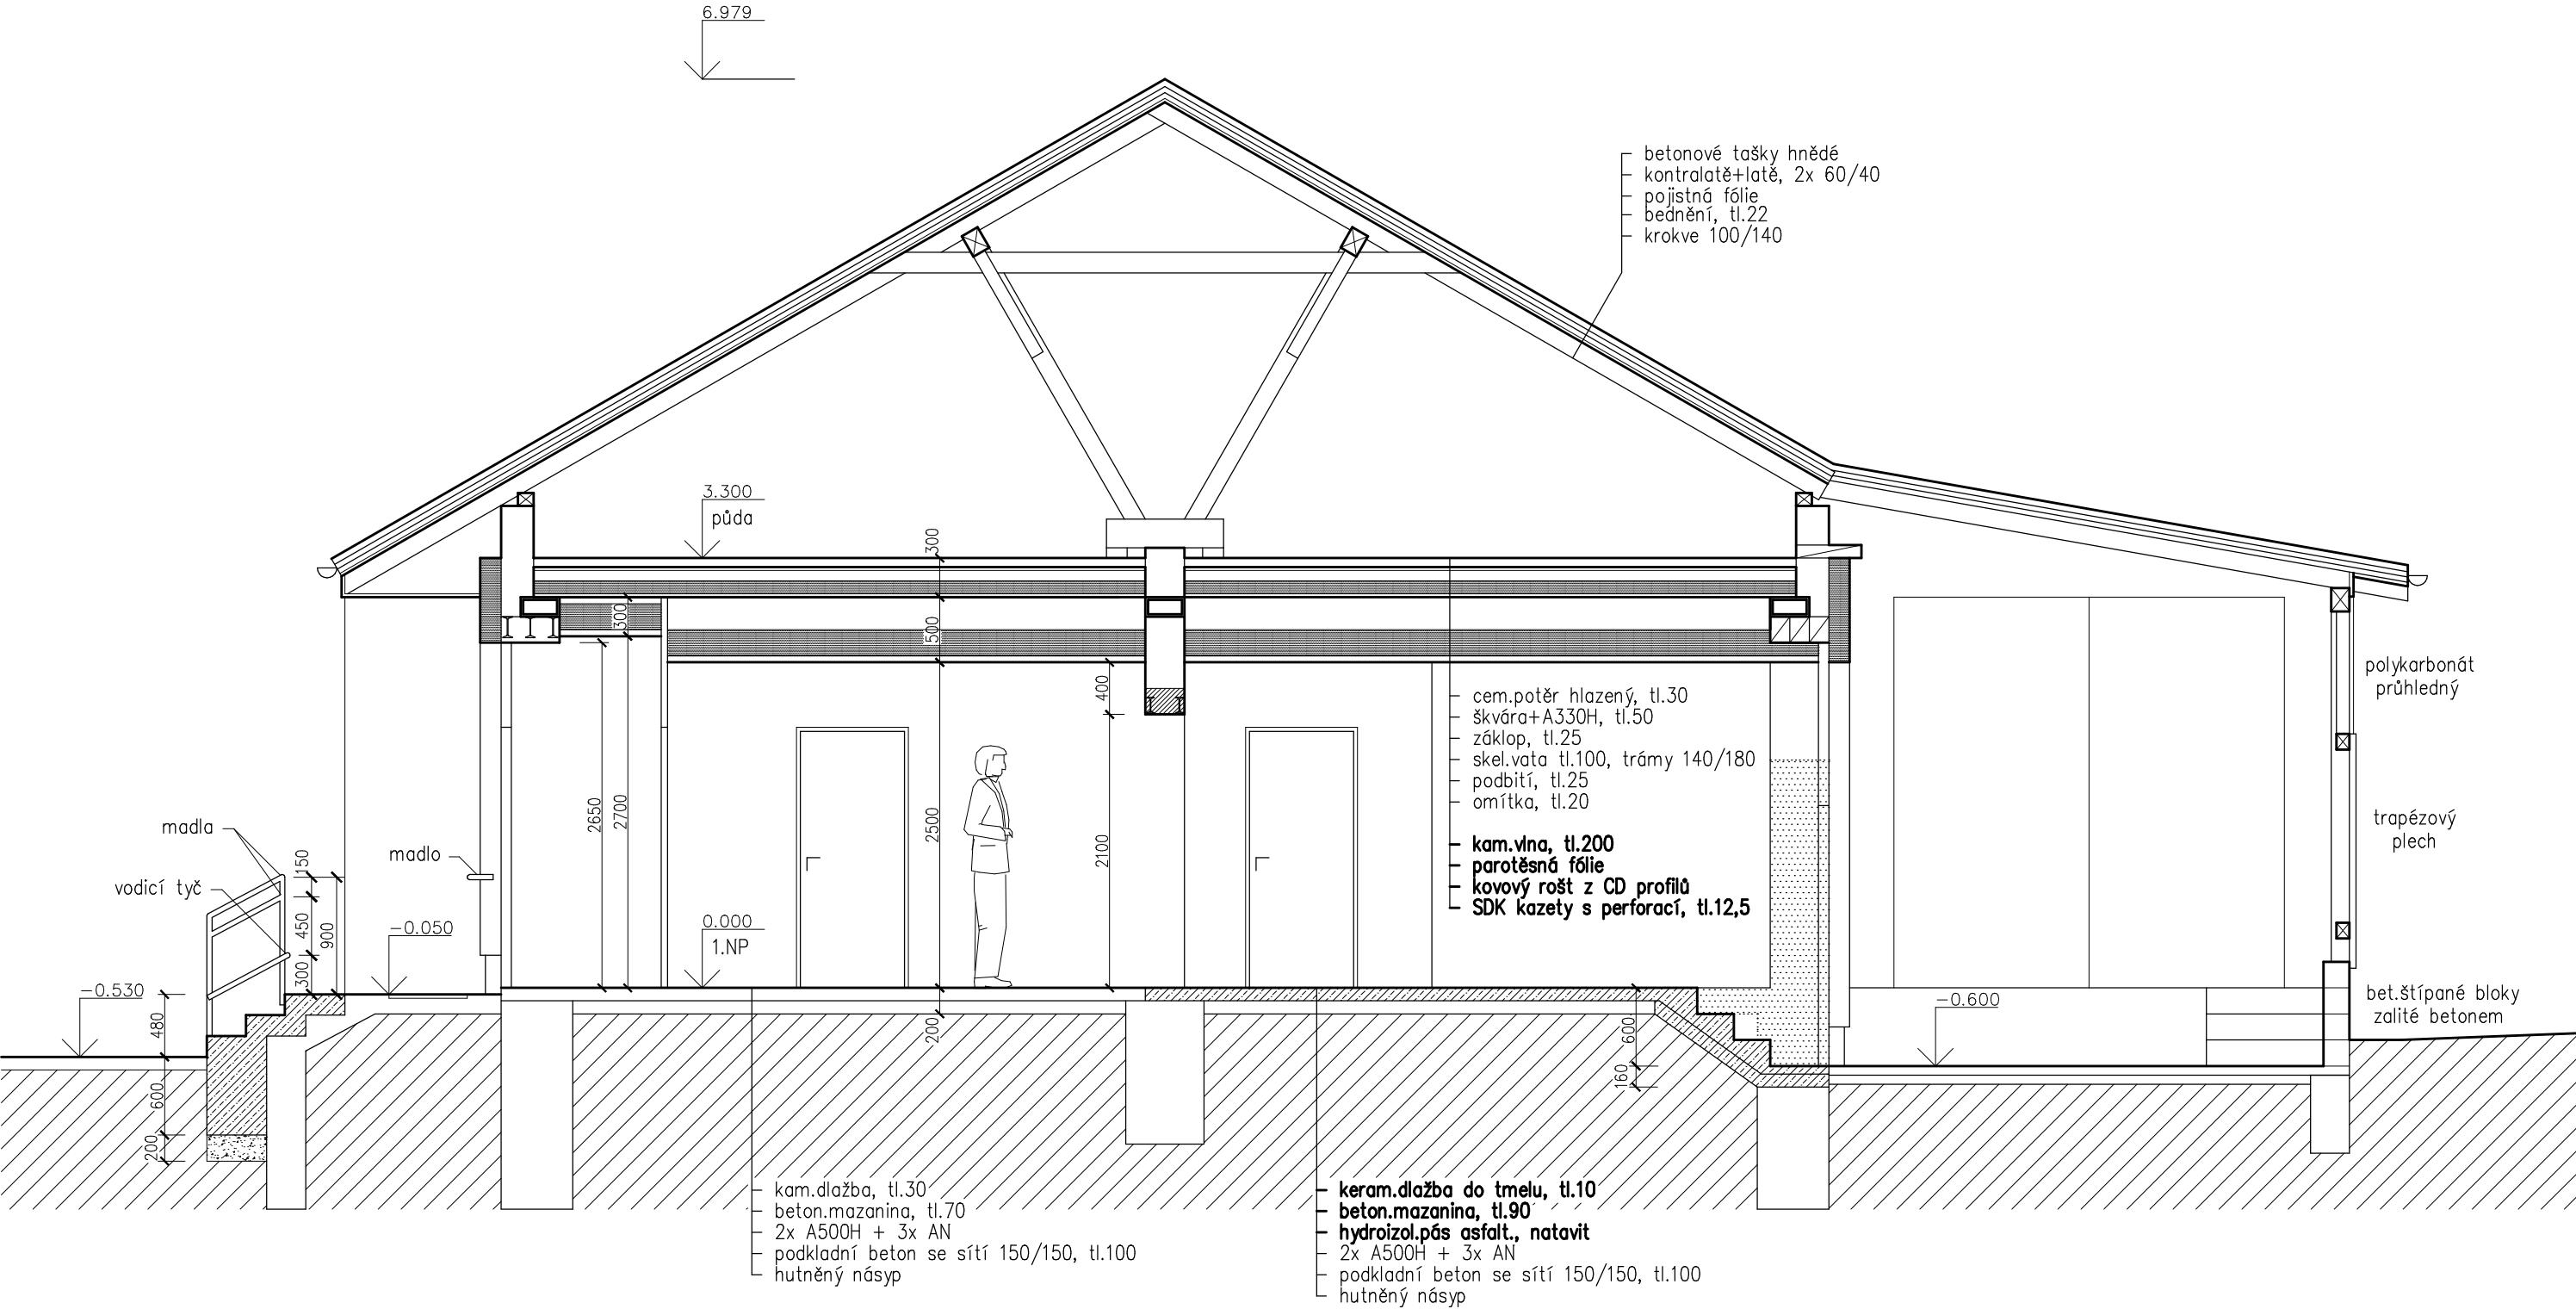 6.979
betonové tašky hnědé
kontralatě+latě, 2x 60/40
pojistná fólie
bednění, tl.22
krokve 100/140
3.300
půda
300
300
500
400
polykarbonát
průhledný
cem.potěr hlazený, tl.30
škvára+A330H, tl.50
záklop, tl.25
skel.vata tl.100, trámy 140/180
podbití, tl.25
omítka, tl.20
kam.vlna, tl.200
parotěsná fólie
kovový rošt z CD profilů
SDK kazety s perforací, tl.12,5
2650
2700
2500
2100
trapézový
plech
madla
madlo
vodicí tyč
150
450
900
300
-0.050
0.000
1.NP
-0.530
480
600
200
200
600
160
-0.600
bet.štípané bloky
zalité betonem
kam.dlažba, tl.30
beton.mazanina, tl.70
2x A500H + 3x AN
podkladní beton se sítí 150/150, tl.100
hutněný násyp
keram.dlažba do tmelu, tl.10
beton.mazanina, tl.90
hydroizol.pás asfalt., natavit
2x A500H + 3x AN
podkladní beton se sítí 150/150, tl.100
hutněný násyp